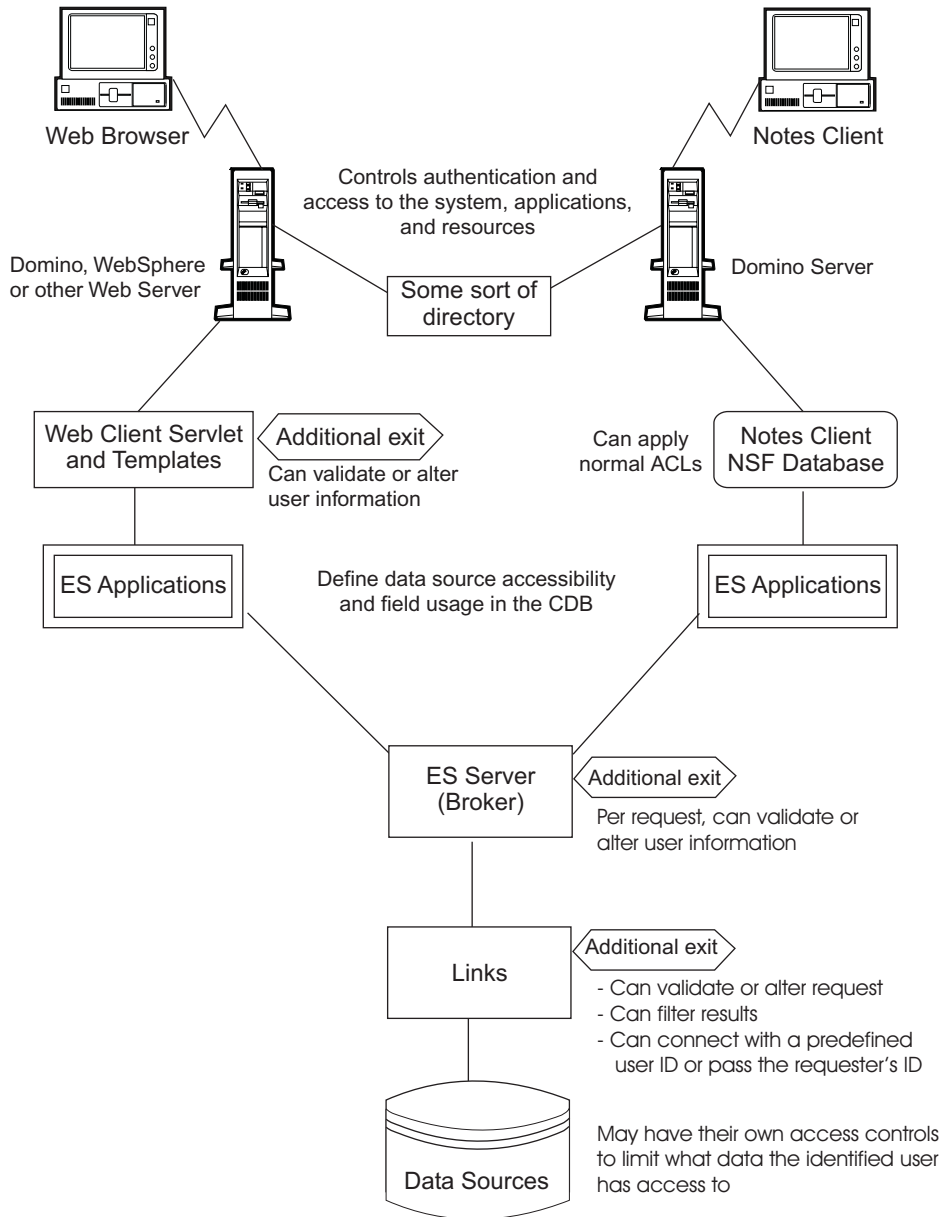 Web Browser
Notes Client
Controls authentication and
access to the system, applications,
and resources
Domino, WebSphere
or other Web Server
Some sort of
directory
Domino Server
Web Client Servlet
and Templates
Additional exit
Can validate or alter
user information
Can apply
normal ACLs
Notes Client
NSF Database
ES Applications
Define data source accessibility
and field usage in the CDB
ES Applications
ES Server
(Broker)
Additional exit
Per request, can validate or
alter user information
Links
Additional exit
- Can validate or alter request
- Can filter results
- Can connect with a predefined
user ID or pass the requester's ID
Data Sources
May have their own access controls
to limit what data the identified user
has access to